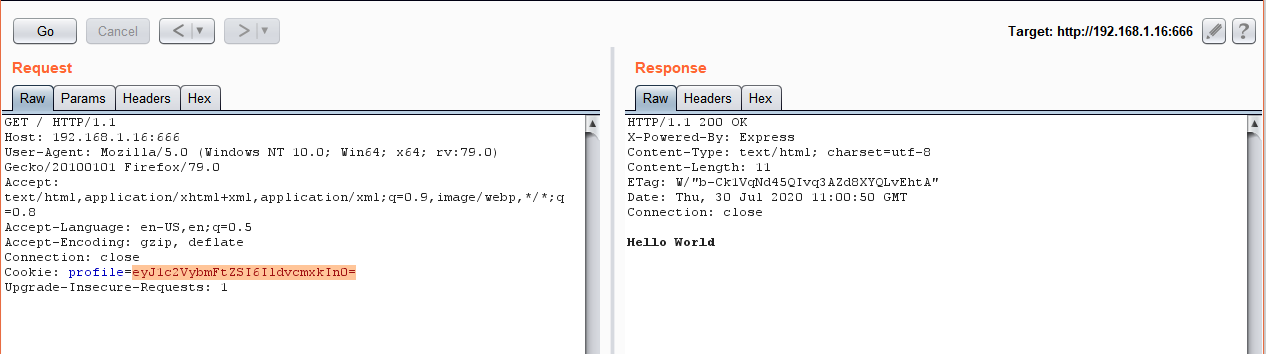 Go Cancel < > Target: http://192.168.1.16:666 ?
Request
Raw Params Headers Hex
GET / HTTP/1.1
Host: 192.168.1.16:666
User-Agent: Mozilla/5.0 (Windows NT 10.0; Win64; x64; rv:79.0)
Gecko/20100101 Firefox/79.0
Accept:
text/html,application/xhtml+xml,application/xml;q=0.9,image/webp,*/*;q
=0.8
Accept-Language: en-US,en;q=0.5
Accept-Encoding: gzip, deflate
Connection: close
Cookie: profile=eyJ1c2VybmFtZSI6IldvcmxkIn0=
Upgrade-Insecure-Requests: 1
Response
Raw Headers Hex
HTTP/1.1 200 OK
X-Powered-By: Express
Content-Type: text/html; charset=utf-8
Content-Length: 11
ETag: W/"b-Ck1VqNd45QIvq3AZd8XYQLvEhtA"
Date: Thu, 30 Jul 2020 11:00:50 GMT
Connection: close
Hello World